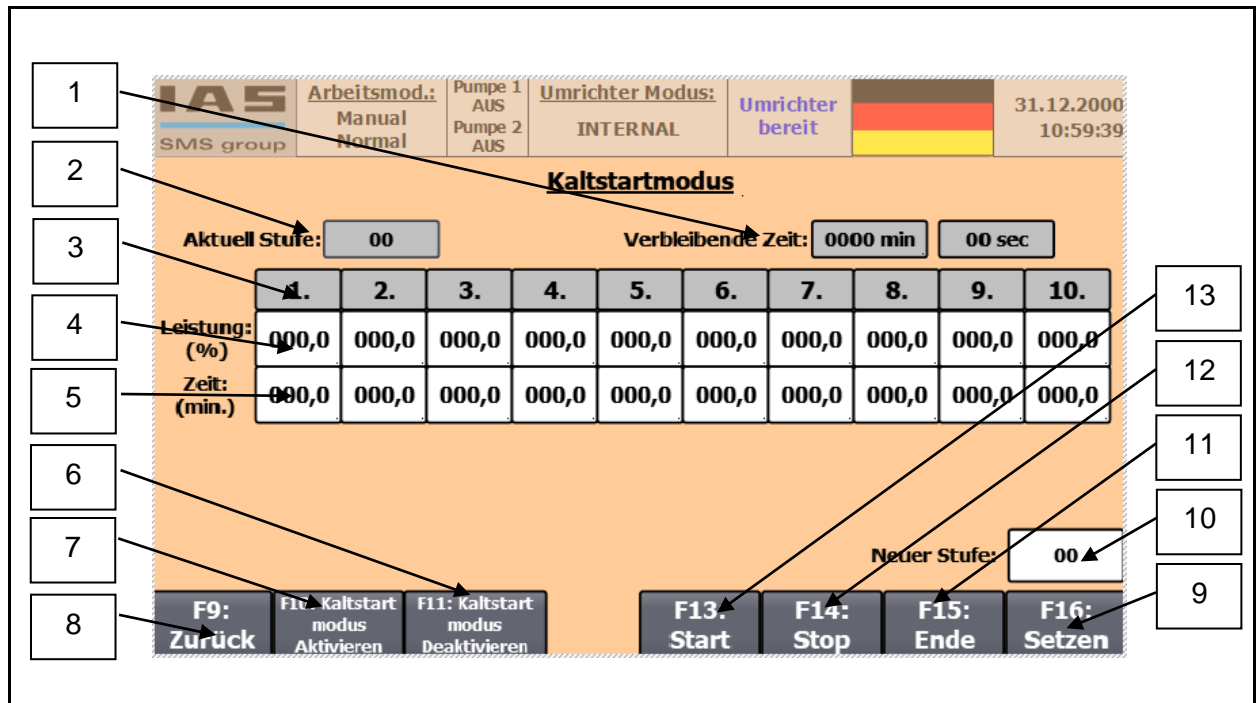 1
2
3
4
5
6
7
8
13
12
11
10
9
IAS
SMS group
Arbeitsmod.:
Manual
Normal
Pumpe 1
AUS
Pumpe 2
AUS
Umrichter Modus:
INTERNAL
Umrichter
bereit
31.12.2000
10:59:39
Kaltstartmodus
Aktuell Stufe: 00 Verbleibende Zeit: 0000 min 00 sec
1. 2. 3. 4. 5. 6. 7. 8. 9. 10.
Leistung:
(%)
000,0 000,0 000,0 000,0 000,0 000,0 000,0 000,0 000,0 000,0
Zeit:
(min.)
000,0 000,0 000,0 000,0 000,0 000,0 000,0 000,0 000,0 000,0
Neuer Stufe: 00
F9:
Zurück
F10: Kaltstart
modus
Aktivieren
F11: Kaltstart
modus
Deaktivieren
F13:
Start
F14:
Stop
F15:
Ende
F16:
Setzen